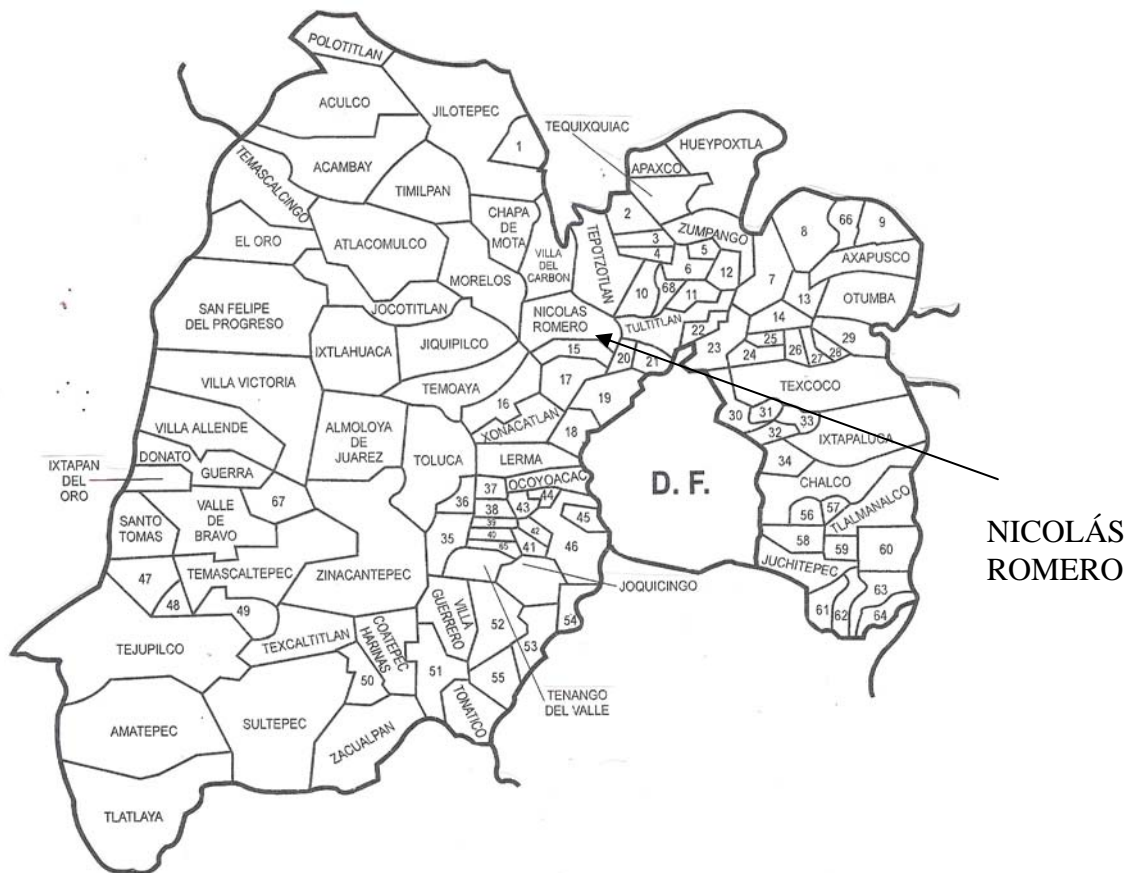 POLOTITLAN
ACULCO
JILOTEPEC
TEQUIXQUIAC
HUEYPOXTLA
1
APAXCO
TEMASCALCINGO
ACAMBAY
TIMILPAN
CHAPA
DE
MOTA
TEPOTZOTLAN
2
ZUMPANGO
8
66
9
EL ORO
ATLACOMULCO
VILLA
DEL
CARBON
3
4
5
6
12
AXAPUSCO
MORELOS
10
68
11
7
13
OTUMBA
SAN FELIPE
DEL PROGRESO
JOCOTITLAN
NICOLAS
ROMERO
TULTITLAN
22
14
IXTLAHUACA
JIQUIPILCO
15
20
21
23
24
25
26
27
28
29
VILLA VICTORIA
TEMOAYA
17
19
TEXCOCO
16
XONACATLAN
18
30
31
32
33
IXTAPALUCA
VILLA ALLENDE
ALMOLOYA
DE
JUAREZ
TOLUCA
LERMA
34
IXTAPAN
DEL
ORO
DONATO
GUERRA
OCOYOACAC
D. F.
CHALCO
67
36
37
38
39
40
65
41
42
43
44
45
46
56
57
TLALMANALCO
SANTO
TOMAS
VALLE
DE
BRAVO
35
58
59
60
NICOLÁS
ROMERO
JUCHITEPEC
47
48
TEMASCALTEPEC
49
ZINACANTEPEC
JOQUICINGO
61
62
63
64
TEJUPILCO
TEXCALTITLAN
COATEPEC
HARINAS
VILLA
GUERRERO
52
53
54
50
51
55
TENANGO
DEL VALLE
AMATEPEC
SULTEPEC
ZACUALPAN
TONATICO
TLATLAYA